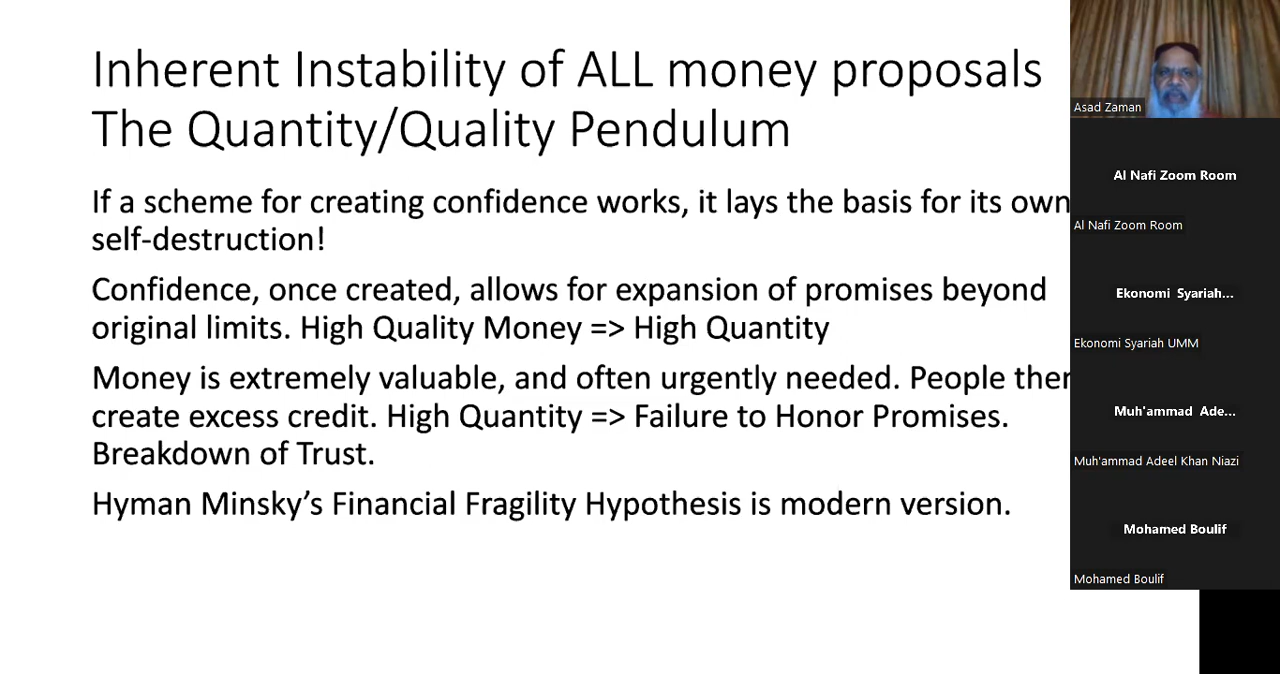 Inherent Instability of ALL money proposals
The Quantity/Quality Pendulum
If a scheme for creating confidence works, it lays the basis for its own
self-destruction!
Confidence, once created, allows for expansion of promises beyond
original limits. High Quality Money => High Quantity
Money is extremely valuable, and often urgently needed. People then
create excess credit. High Quantity => Failure to Honor Promises.
Breakdown of Trust.
Hyman Minsky’s Financial Fragility Hypothesis is modern version.
Asad Zaman
Al Nafi Zoom Room
Al Nafi Zoom Room
Ekonomi Syariah...
Ekonomi Syariah UMM
Muh'ammad Ade...
Muh'ammad Adeel Khan Niazi
Mohamed Boulif
Mohamed Boulif